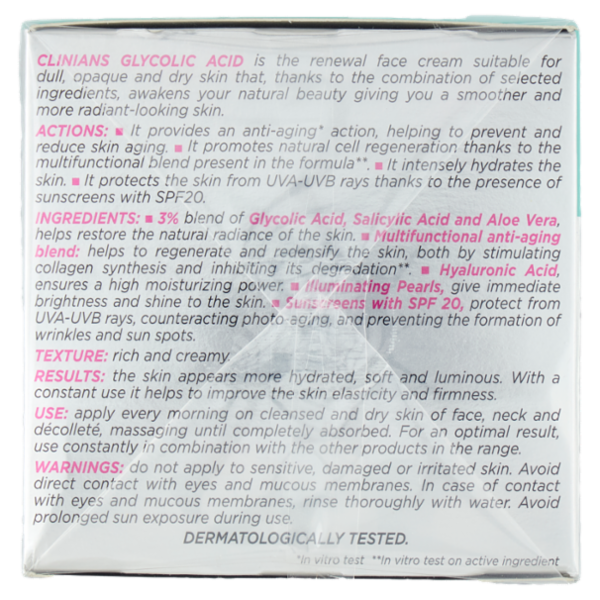 CLINIANS GLYCOLIC ACID is the renewal face cream suitable for
dull, opaque and dry skin that, thanks to the combination of selected
ingredients, awakens your natural beauty giving you a smoother and
more radiant-looking skin.
ACTIONS: ■ It provides an anti-aging* action, helping to prevent and
reduce skin aging. ■ It promotes natural cell regeneration thanks to the
multifunctional blend present in the formula**. ■ It intensely hydrates the
skin. ■ It protects the skin from UVA-UVB rays thanks to the presence of
sunscreens with SPF20.
INGREDIENTS: ■ 3% blend of Glycolic Acid, Salicylic Acid and Aloe Vera,
helps restore the natural radiance of the skin. ■ Multifunctional anti-aging
blend: helps to regenerate and redensify the skin, both by stimulating
collagen synthesis and inhibiting its degradation**. ■ Hyaluronic Acid,
ensures a high moisturizing power. ■ Illuminating Pearls, give immediate
brightness and shine to the skin. ■ Sunscreens with SPF 20, protect from
UVA-UVB rays, counteracting photo-aging, and preventing the formation of
wrinkles and sun spots.
TEXTURE: rich and creamy
RESULTS: the skin appears more hydrated, soft and luminous. With a
constant use it helps to improve the skin elasticity and firmness.
USE: apply every morning on cleansed and dry skin of face, neck and
décolleté, massaging until completely absorbed. For an optimal result,
use constantly in combination with the other products in the range.
WARNINGS: do not apply to sensitive, damaged or irritated skin. Avoid
direct contact with eyes and mucous membranes. In case of contact
with eyes and mucous membranes, rinse thoroughly with water. Avoid
prolonged sun exposure during use.
DERMATOLOGICALLY TESTED.
*In vitro test **In vitro test on active ingredient